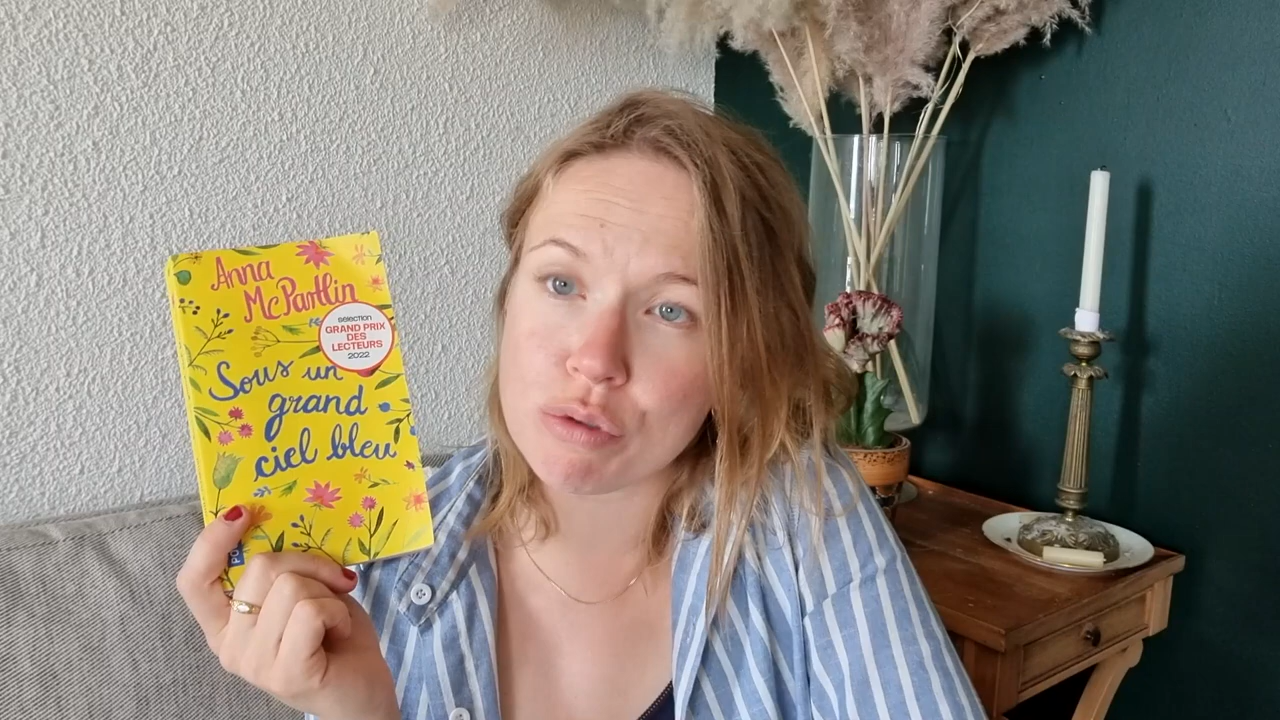 Anna
McPartlin
sélection
GRAND PRIX
DES
LECTEURS
2022
Sous un
grand
ciel bleu